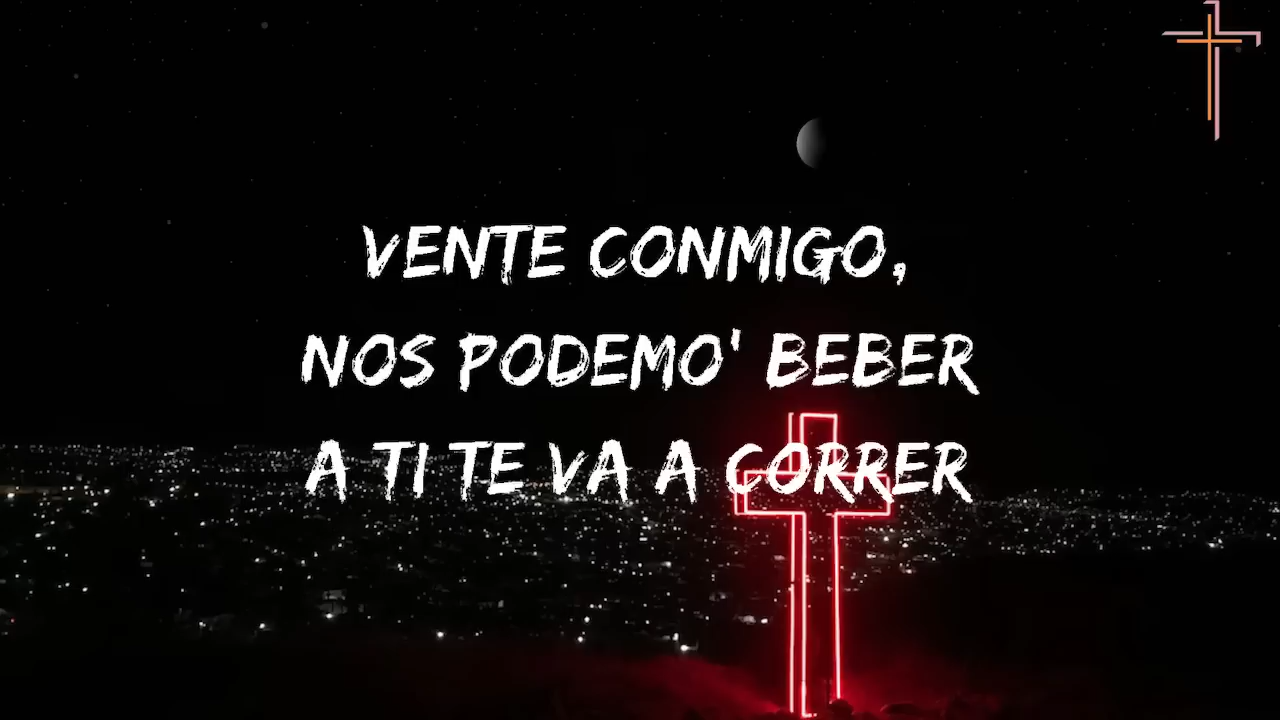 VENTE CONMIGO,
NOS PODEMO' BEBER
A TI TE VA A CORRER